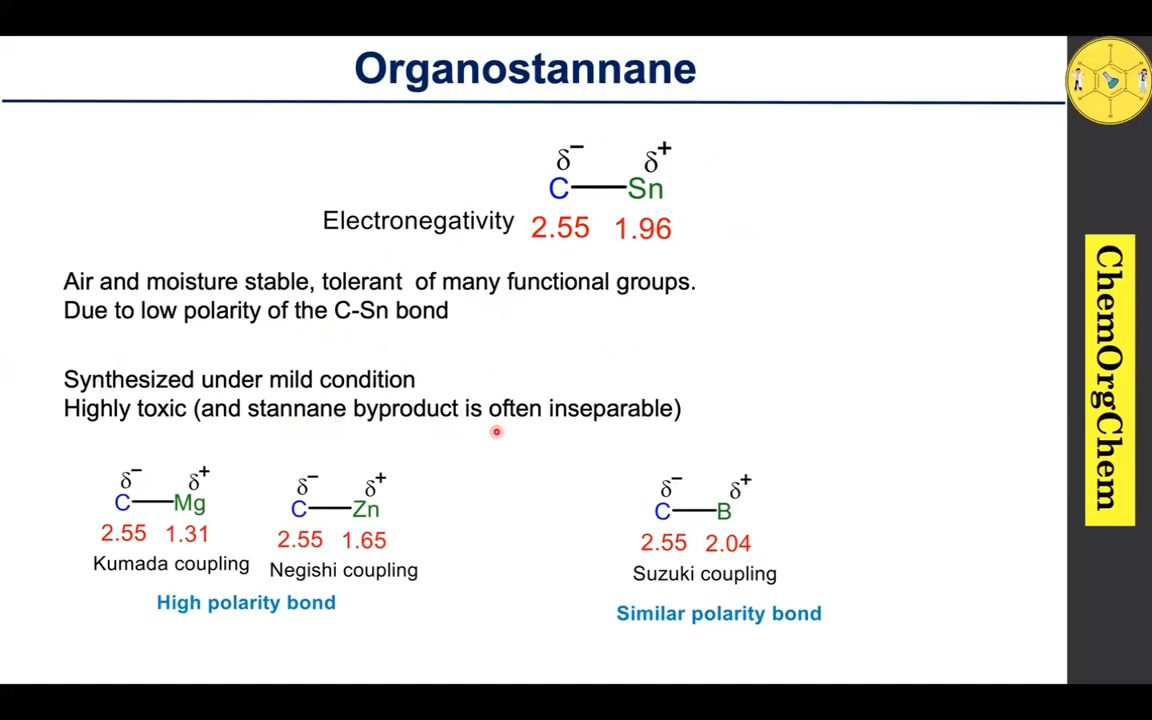 Organostannane
δ− δ+
C—Sn
Electronegativity 2.55 1.96
Air and moisture stable, tolerant of many functional groups.
Due to low polarity of the C-Sn bond
Synthesized under mild condition
Highly toxic (and stannane byproduct is often inseparable)
δ− δ+
C—Mg
2.55 1.31
Kumada coupling
δ− δ+
C—Zn
2.55 1.65
Negishi coupling
High polarity bond
δ− δ+
C—B
2.55 2.04
Suzuki coupling
Similar polarity bond
ChemOrgChem